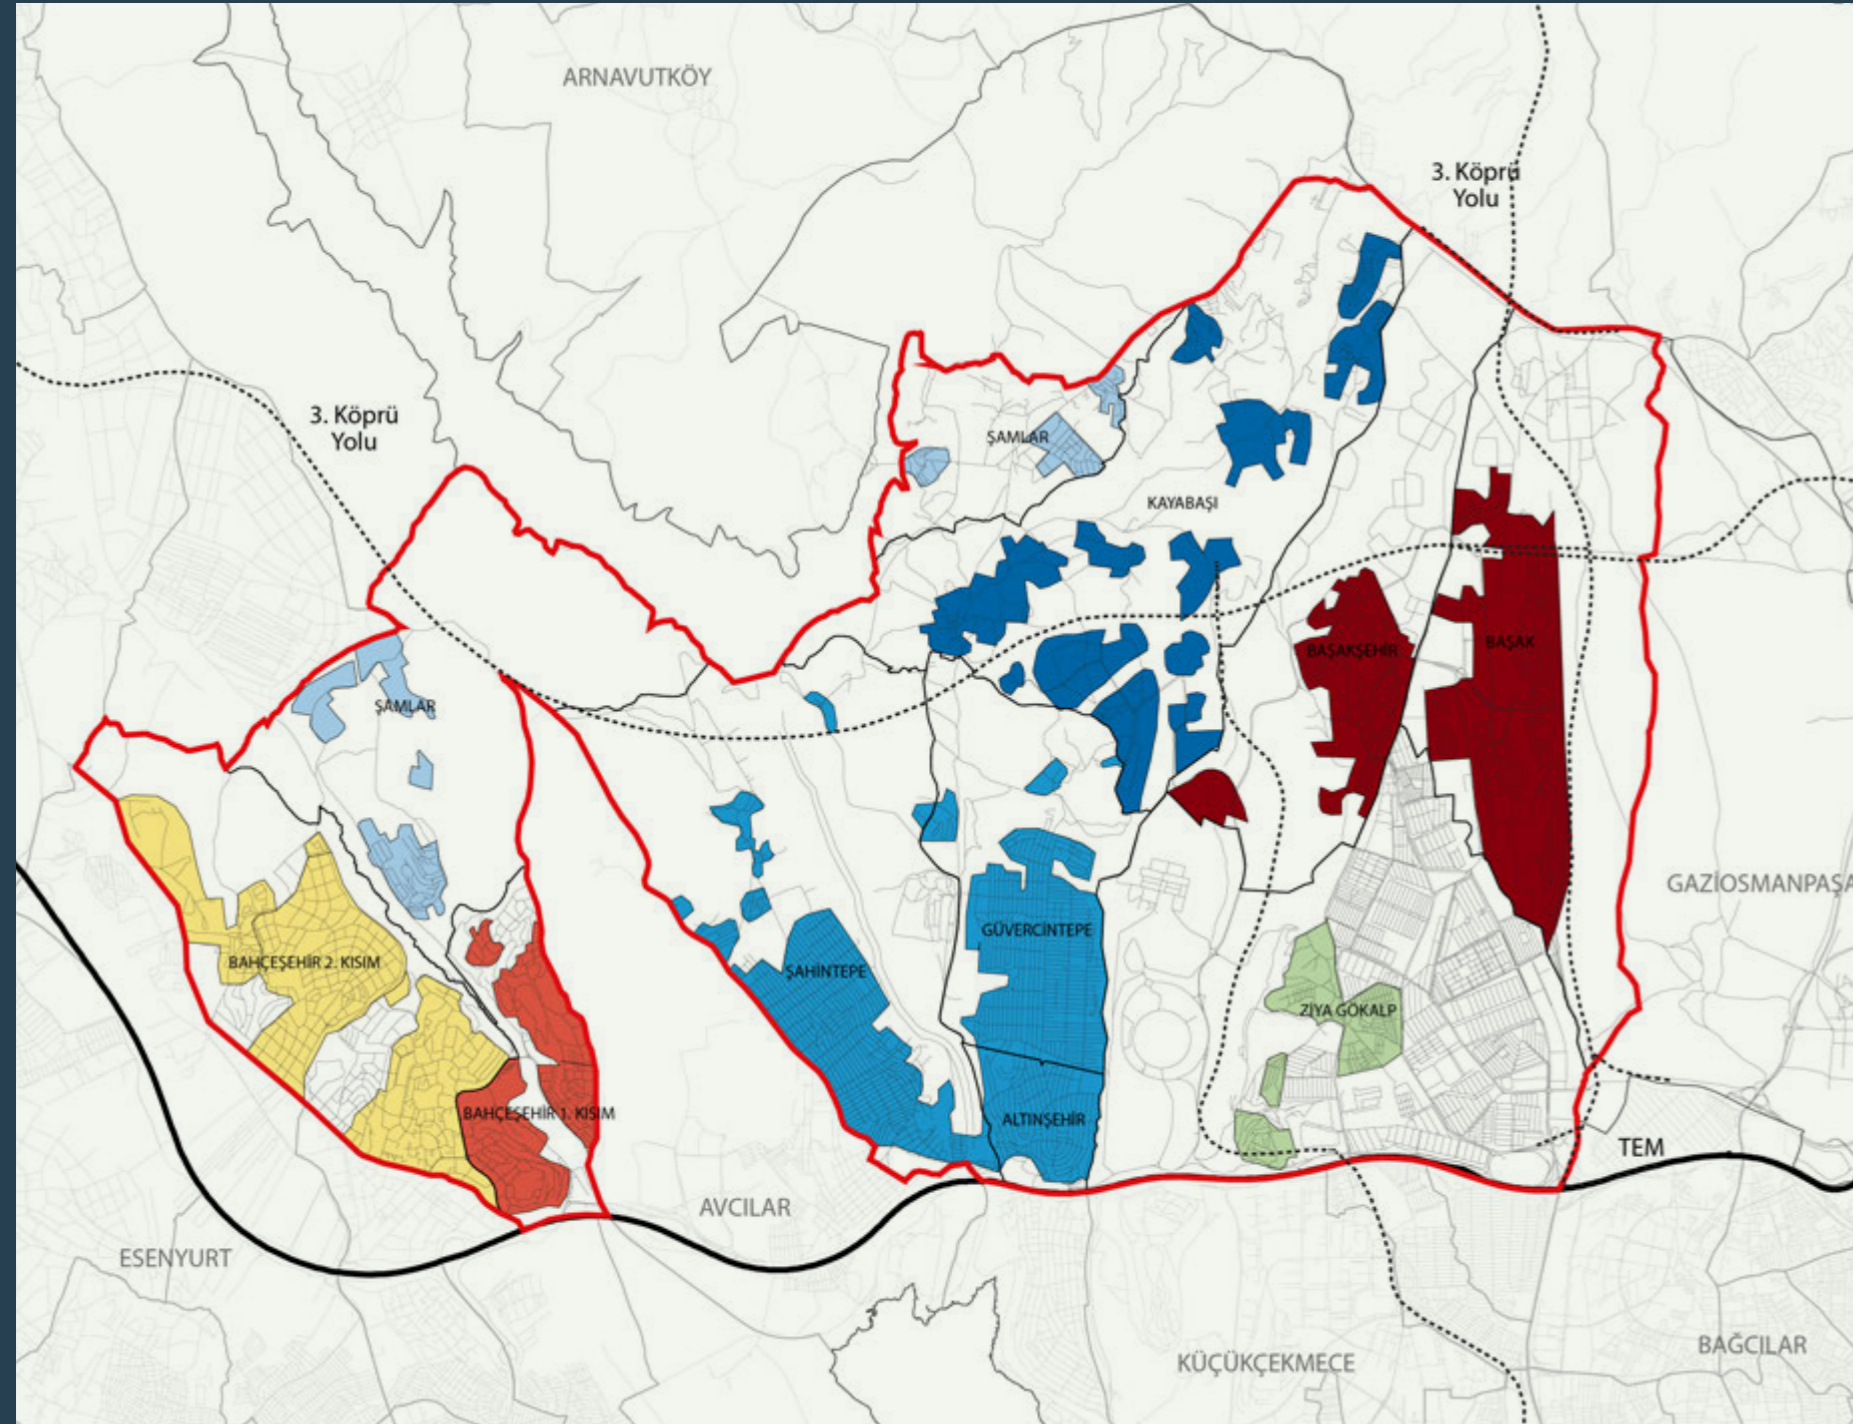 ARNAVUTKÖY
3. Köprü
Yolu
3. Köprü
Yolu
ŞAMLAR
KAYABAŞI
BAŞAKŞEHİR
BAŞAK
ŞAMLAR
GAZİOSMANPAŞA
GÜVERCİNTEPE
BAHÇEŞEHİR 2. KISIM
ŞAHİNTEPE
ZİYA GÖKALP
BAHÇEŞEHİR 1. KISIM
ALTINŞEHİR
TEM
AVCILAR
ESENYURT
BAĞCILAR
KÜÇÜKÇEKMECE